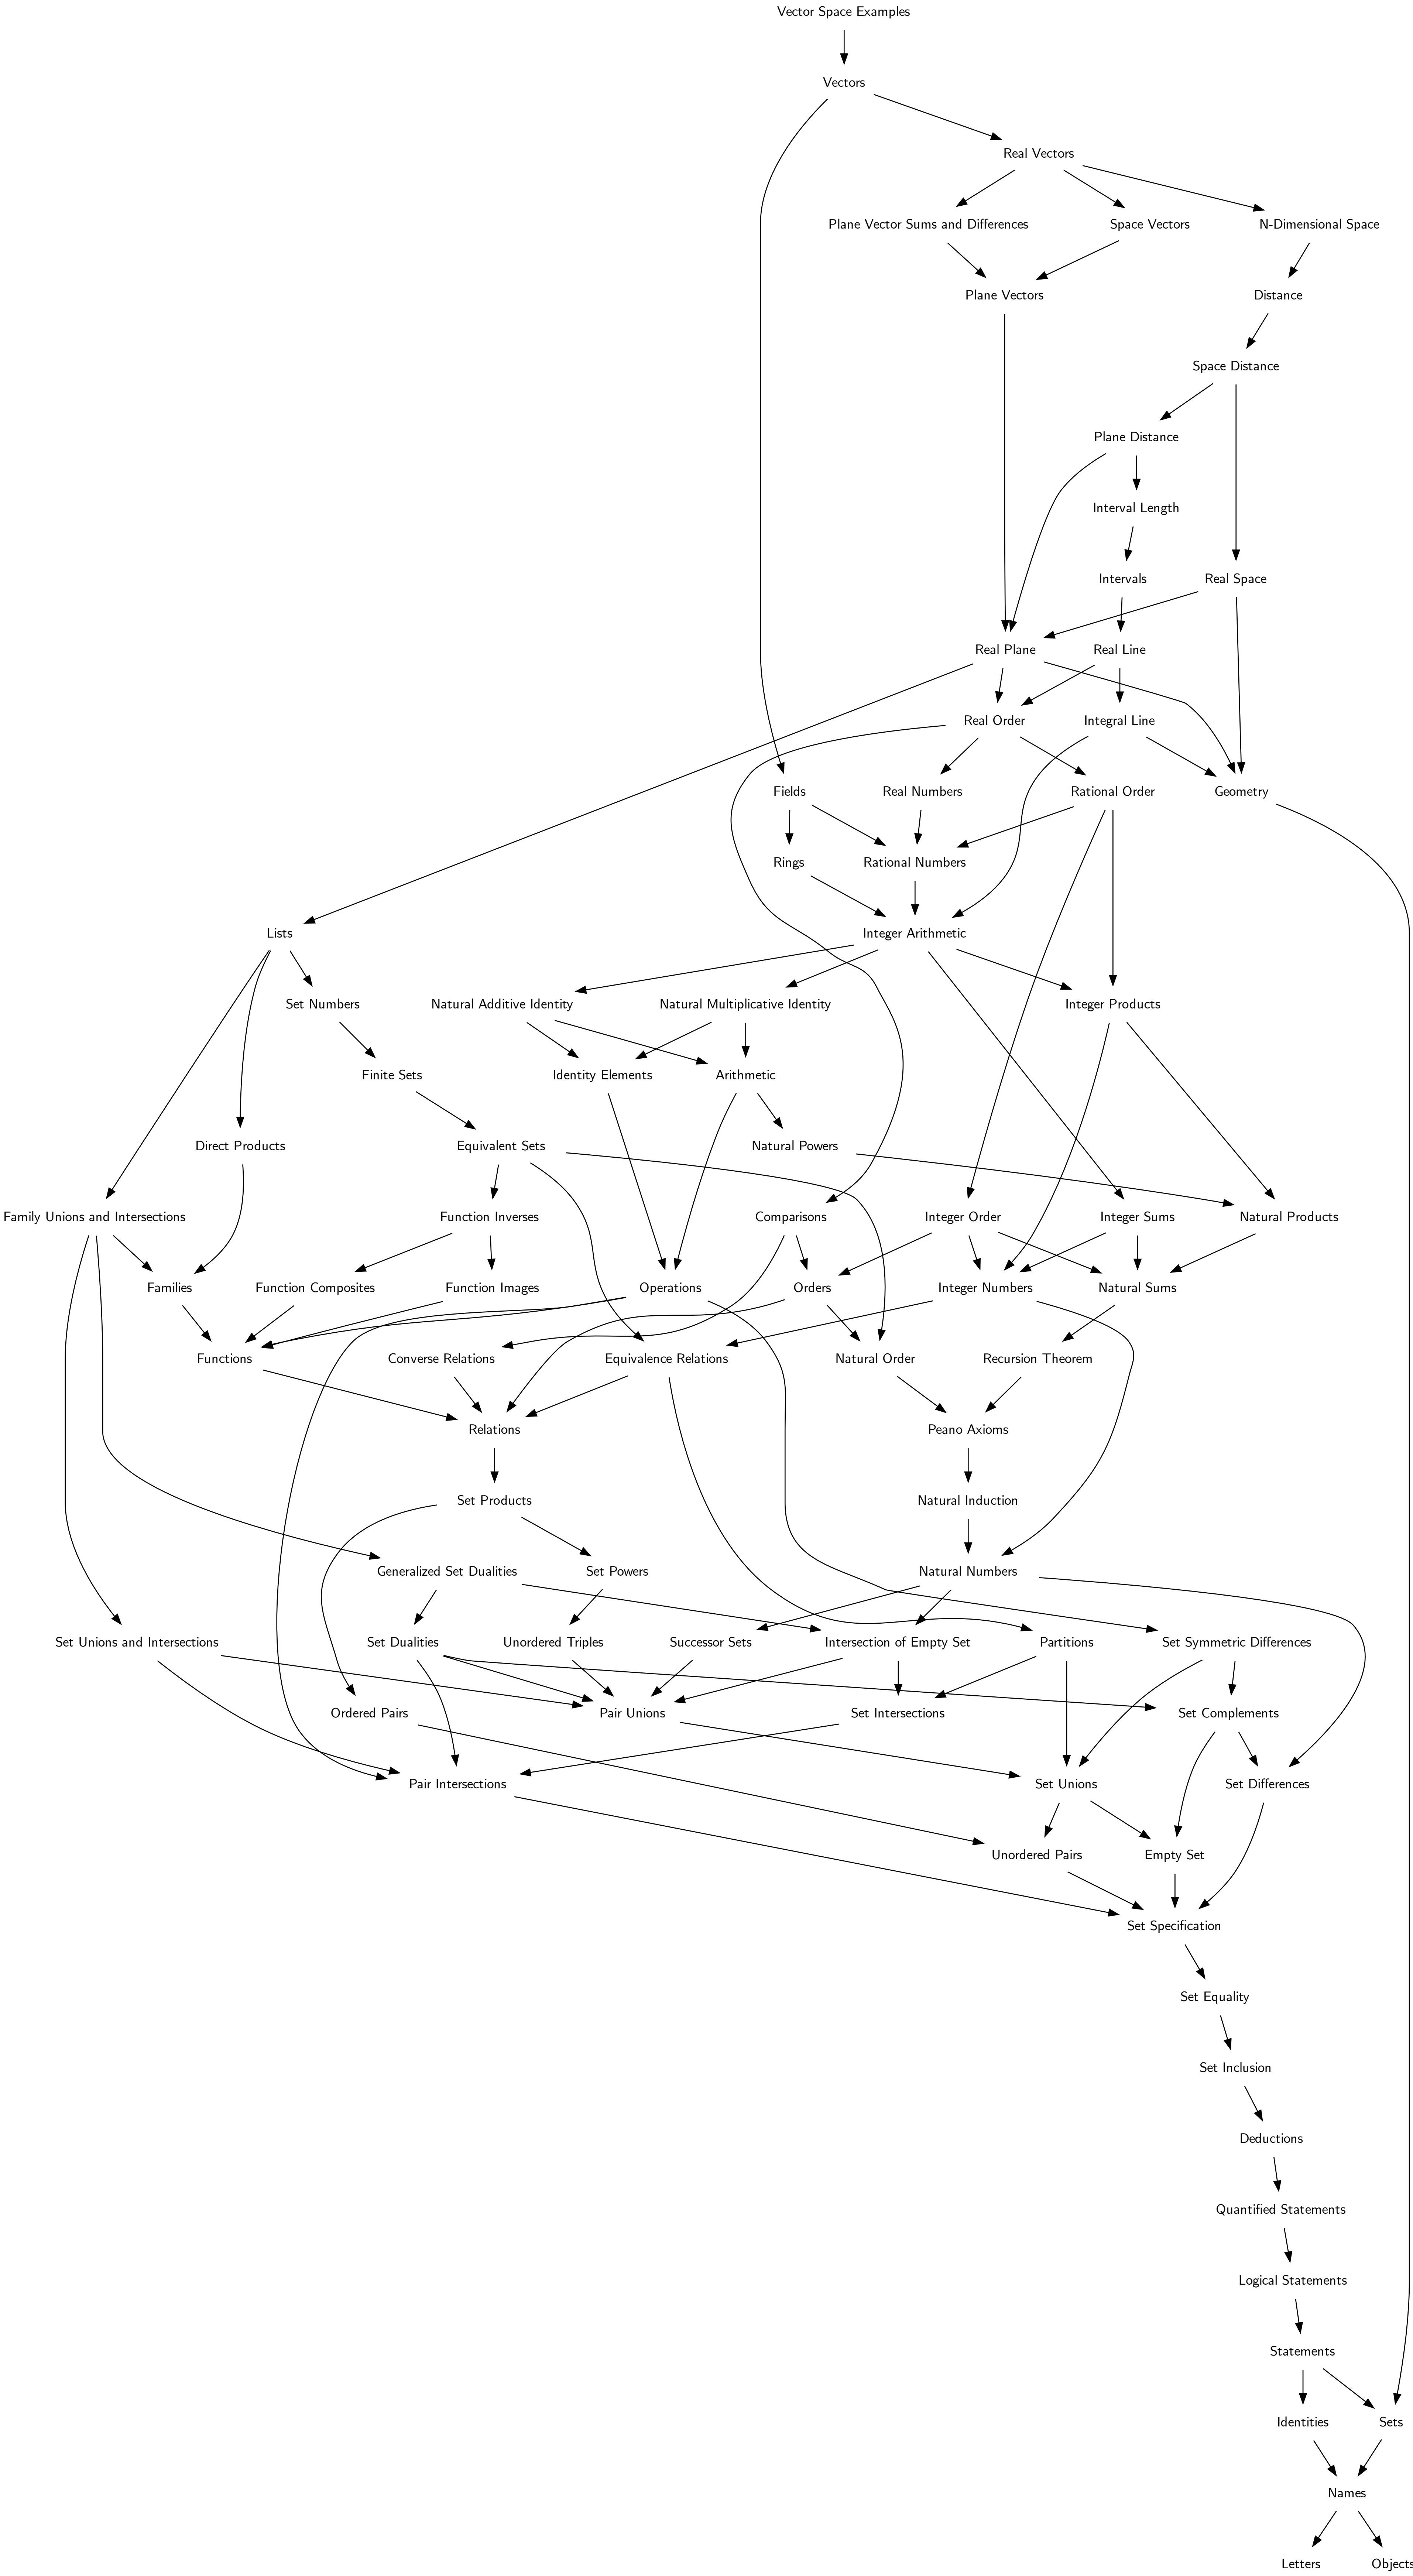 Vector Space Examples
Vectors
Real Vectors
Plane Vector Sums and Differences
Space Vectors
N-Dimensional Space
Plane Vectors
Distance
Space Distance
Plane Distance
Interval Length
Intervals
Real Space
Real Plane
Real Line
Real Order
Integral Line
Fields
Real Numbers
Rational Order
Geometry
Rings
Rational Numbers
Lists
Integer Arithmetic
Set Numbers
Natural Additive Identity
Natural Multiplicative Identity
Integer Products
Finite Sets
Identity Elements
Arithmetic
Direct Products
Equivalent Sets
Natural Powers
Family Unions and Intersections
Function Inverses
Comparisons
Integer Order
Integer Sums
Natural Products
Families
Function Composites
Function Images
Operations
Orders
Integer Numbers
Natural Sums
Functions
Converse Relations
Equivalence Relations
Natural Order
Recursion Theorem
Relations
Peano Axioms
Set Products
Natural Induction
Generalized Set Dualities
Set Powers
Natural Numbers
Set Unions and Intersections
Set Dualities
Unordered Triples
Successor Sets
Intersection of Empty Set
Partitions
Set Symmetric Differences
Ordered Pairs
Pair Unions
Set Intersections
Set Complements
Pair Intersections
Set Unions
Set Differences
Unordered Pairs
Empty Set
Set Specification
Set Equality
Set Inclusion
Deductions
Quantified Statements
Logical Statements
Statements
Identities
Sets
Names
Letters
Objects